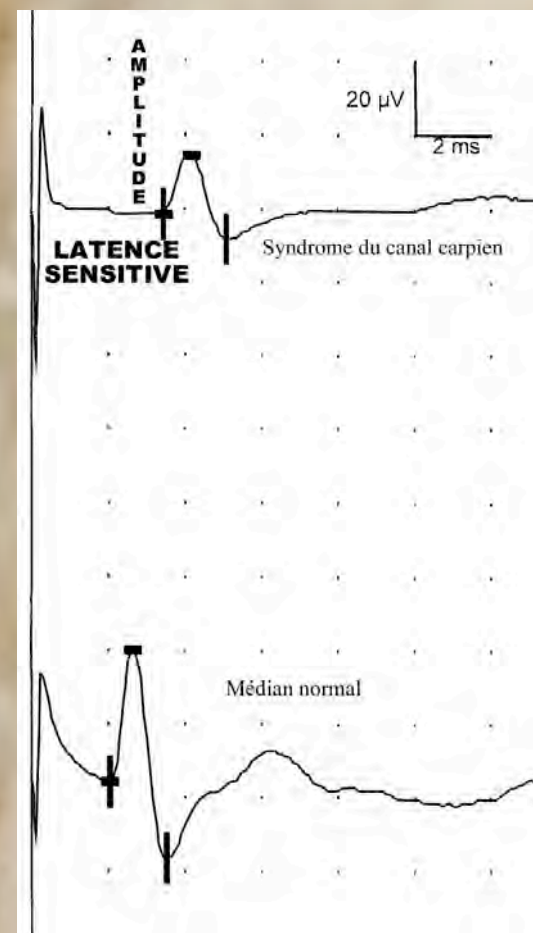 AMPLITUDE
20 µV
2 ms
LATENCE
SENSITIVE
Syndrome du canal carpien
Médian normal